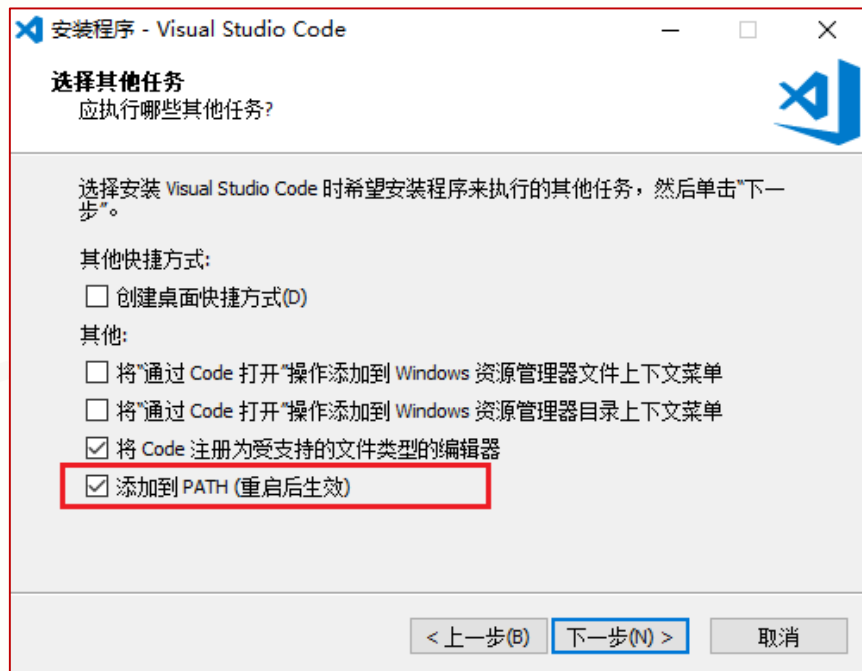 安装程序 - Visual Studio Code
选择其他任务
应执行哪些其他任务?
选择安装 Visual Studio Code 时希望安装程序来执行的其他任务，然后单击“下一
步”。
其他快捷方式:
创建桌面快捷方式(D)
其他:
将“通过 Code 打开”操作添加到 Windows 资源管理器文件上下文菜单
将“通过 Code 打开”操作添加到 Windows 资源管理器目录上下文菜单
将 Code 注册为受支持的文件类型的编辑器
添加到 PATH (重启后生效)
< 上一步(B) 下一步(N) > 取消